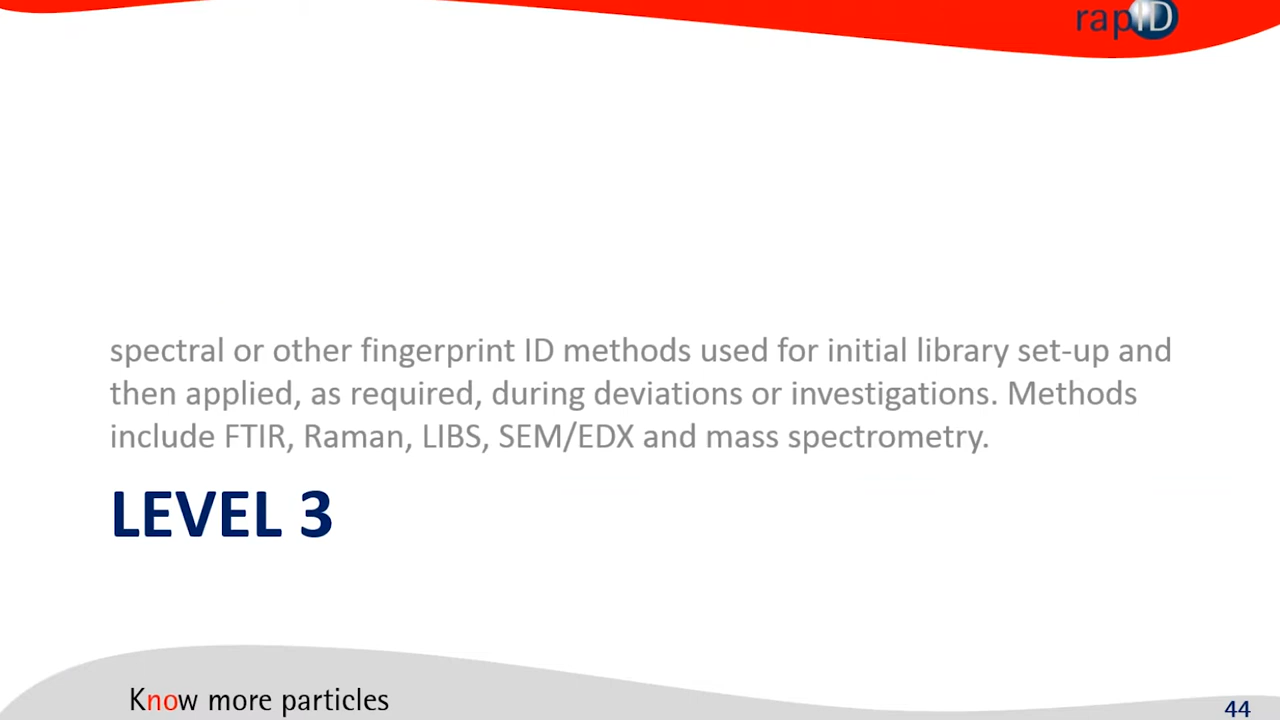 rapID
spectral or other fingerprint ID methods used for initial library set-up and
then applied, as required, during deviations or investigations. Methods
include FTIR, Raman, LIBS, SEM/EDX and mass spectrometry.
LEVEL 3
Know more particles
44